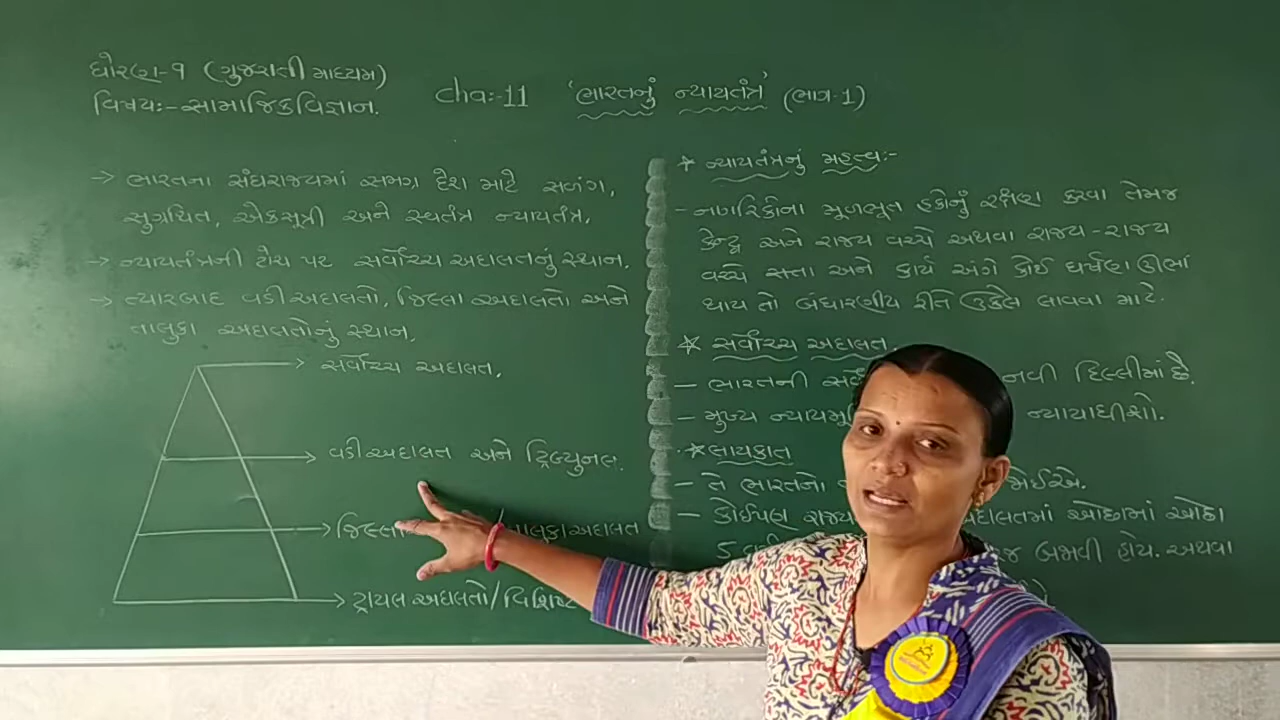 ધોરણ-૧ (ગુજરાતી માધ્યમ)
વિષય:-સામાજિકવિજ્ઞાન.
cha:-11 'ભારતનું ન્યાયતંત્ર' (ભાગ-1)
→ ભારતના સંઘરાજ્યમાં સમગ્ર દેશ માટે સળંગ,
સુગ્રથિત, એકસૂત્રી અને સ્વતંત્ર ન્યાયતંત્ર.
→ ન્યાયતંત્રની ટોચ પર સર્વોચ્ચ અદાલતનું સ્થાન.
→ ત્યારબાદ વડીઅદાલતો, જિલ્લા અદાલતો અને
તાલુકા અદાલતોનું સ્થાન.
→ સર્વોચ્ચ અદાલત.
→ વડીઅદાલત અને ટ્રિબ્યુનલ.
→ જિલ્લા તાલુકાઅદાલત
→ ટ્રાયલ અદાલતો/વિશિષ્ટ
★ ન્યાયતંત્રનું મહત્વ:-
- નાગરિકોના મૂળભૂત હકોનું રક્ષણ કરવા તેમજ
કેન્દ્ર અને રાજ્ય વચ્ચે અથવા રાજ્ય-રાજ્ય
વચ્ચે સત્તા અને કાર્ય અંગે કોઈ ઘર્ષણ ઊભા
થાય તો બંધારણીય રીતે ઉકેલ લાવવા માટે.
★ સર્વોચ્ચ અદાલત.
- ભારતની નવી દિલ્લીમાં છે.
- મુખ્ય ન્યાયાધીશો.
★ લાયકાત
- તે ભારતનો જોઈએ.
- કોઈપણ રાજ્ય અદાલતમાં ઓછામાં ઓછા
5 બજાવી હોય. અથવા